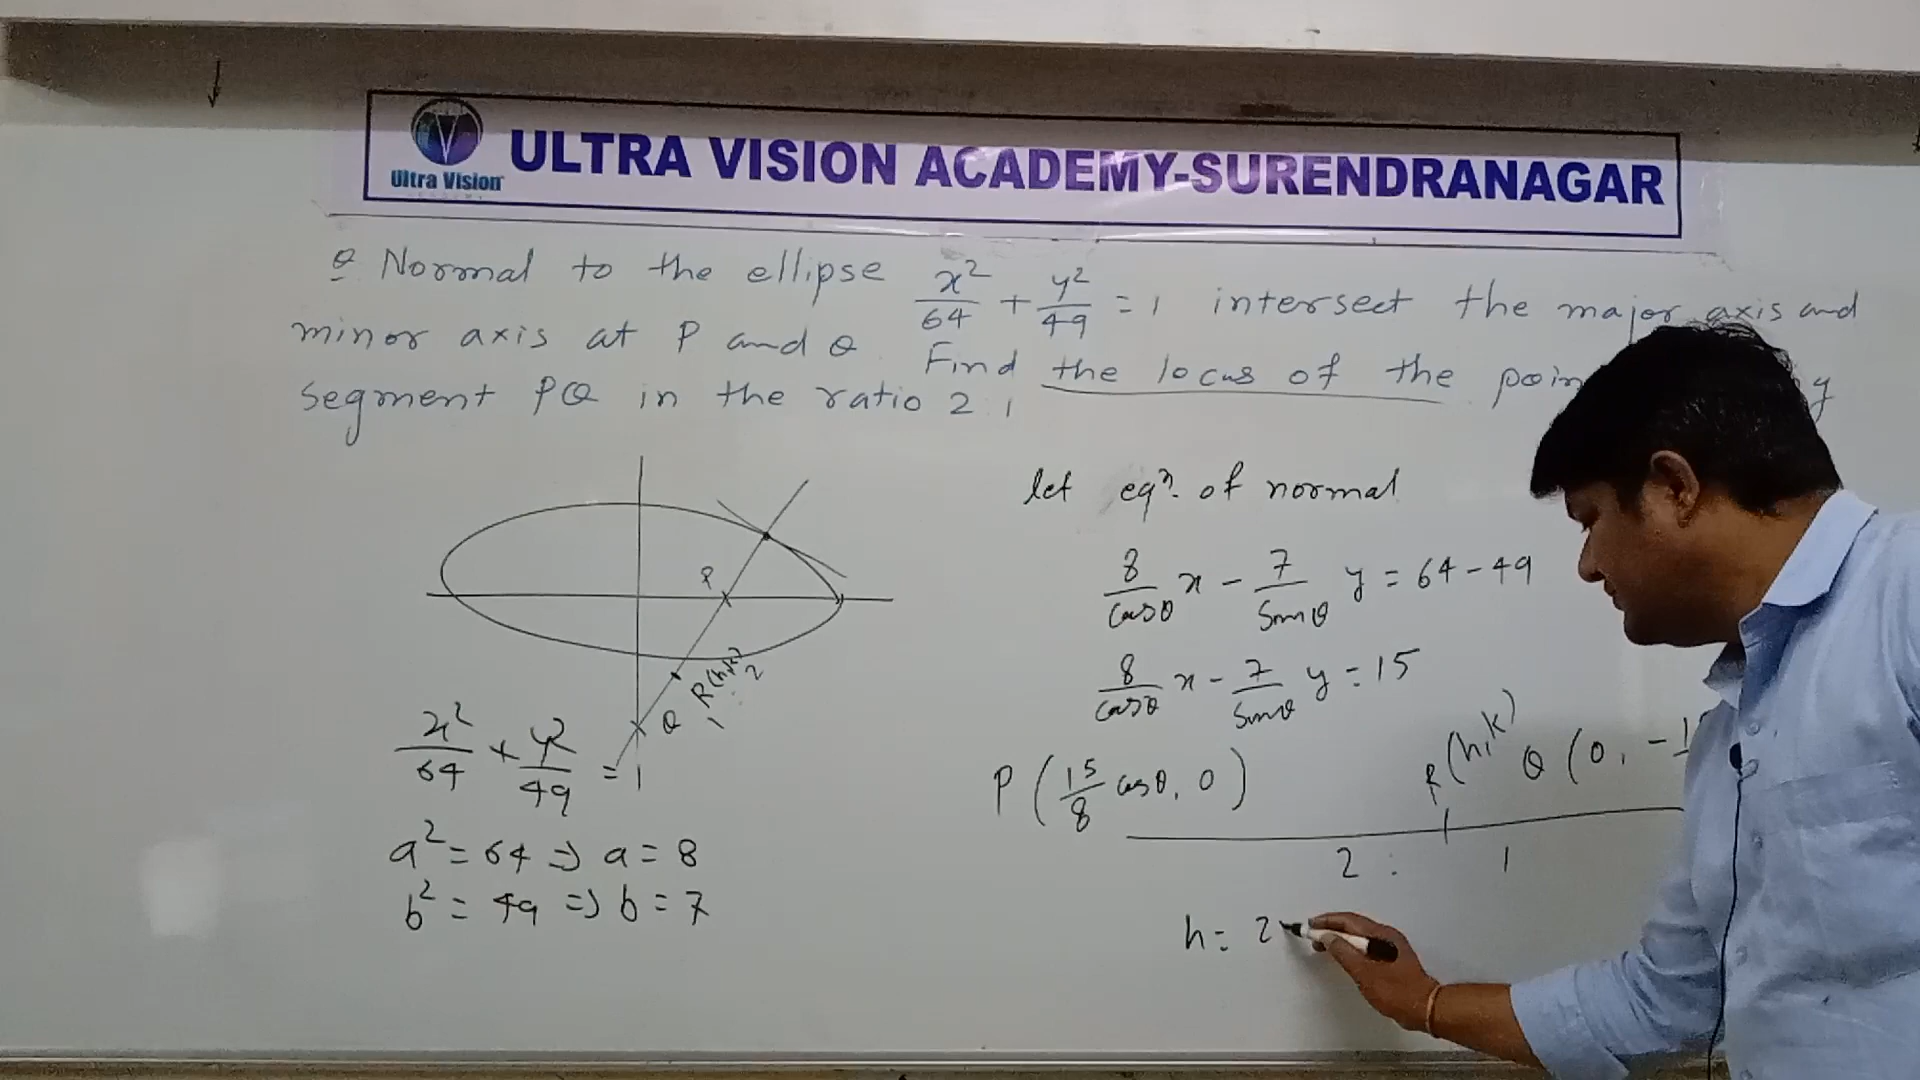 Ultra Vision
ULTRA VISION ACADEMY-SURENDRANAGAR
Q Normal to the ellipse x²/64 + y²/49 = 1 intersect the major axis and
minor axis at P and Q. Find the locus of the
segment PQ in the ratio 2:1
P
R(h,k)
1 : 2
Q
x²/64 + y²/49 = 1
a² = 64 => a = 8
b² = 49 => b = 7
let eqn. of normal
8/cosθ x - 7/sinθ y = 64-49
8/cosθ x - 7/sinθ y = 15
P (15/8 cosθ, 0)
R (h,k)
Q (0, -
2 : 1
h = 2